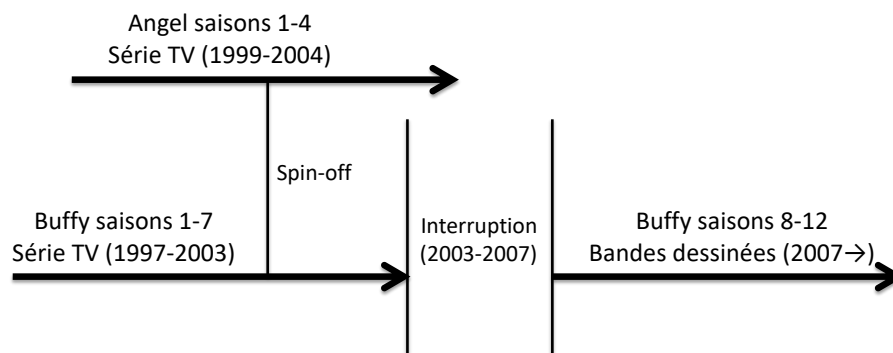 Angel saisons 1-4
Série TV (1999-2004)
Spin-off
Buffy saisons 1-7
Série TV (1997-2003)
Interruption
(2003-2007)
Buffy saisons 8-12
Bandes dessinées (2007→)